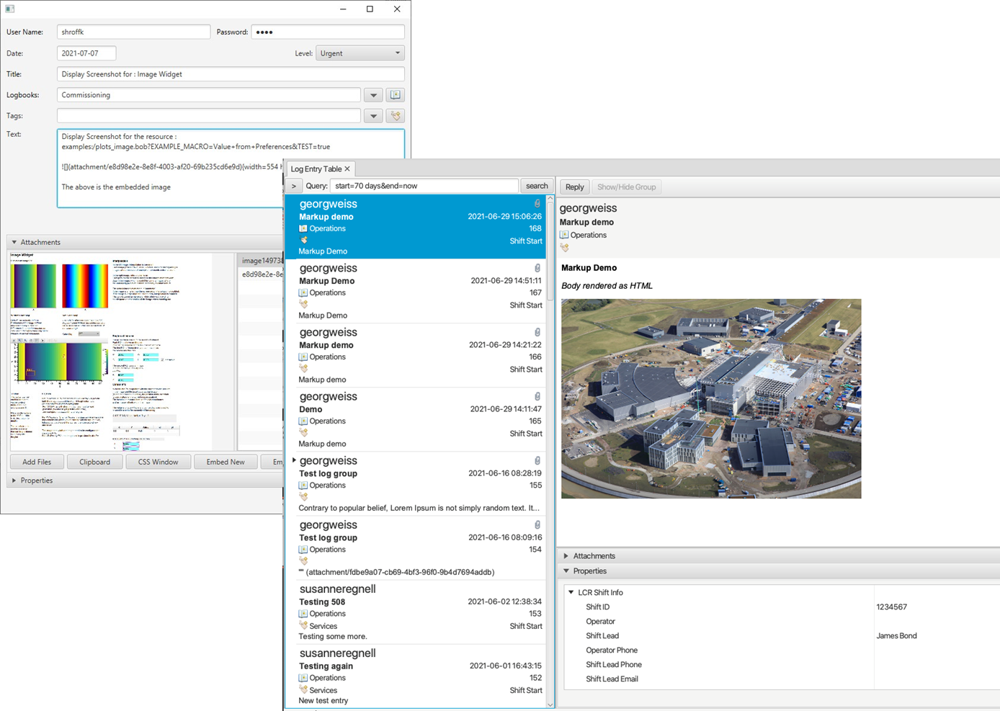 User Name:
shroffk
Password:
●●●●
Date:
2021-07-07
Level:
Urgent
Title:
Display Screenshot for : Image Widget
Logbooks:
Commissioning
Tags:
Text:
Display Screenshot for the resource :
examples:/plots_image.bob?EXAMPLE_MACRO=Value+from+Preferences&TEST=true
![](attachment/e8d98e2e-8e8f-4003-af20-69b235cd6e9d){width=554 h
The above is the embedded image
Attachments
Image Widget
image149738
e8d98e2e-8e
Add Files
Clipboard
CSS Window
Embed New
Em
Properties
Log Entry Table
>
Query:
start=70 days&end=now
search
georgweiss
Markup demo
2021-06-29 15:06:26
Operations
168
Shift Start
Markup Demo
georgweiss
Markup Demo
2021-06-29 14:51:11
Operations
167
Shift Start
Markup Demo
georgweiss
Markup demo
2021-06-29 14:21:22
Operations
166
Shift Start
Markup demo
georgweiss
Demo
2021-06-29 14:11:47
Operations
165
Shift Start
Markup demo
georgweiss
Test log group
2021-06-16 08:28:19
Operations
155
Contrary to popular belief, Lorem Ipsum is not simply random text. It...
georgweiss
Test log group
2021-06-16 08:09:16
Operations
154
"" (attachment/fdbe9a07-cb69-4bf3-96f0-9b4d7694addb)
susanneregnell
Testing 508
2021-06-02 12:38:34
Operations
153
Services
Shift Start
Testing some more.
susanneregnell
Testing again
2021-06-01 16:43:15
Operations
152
Services
Shift Start
New test entry
Reply
Show/Hide Group
georgweiss
Markup demo
Operations
Markup Demo
Body rendered as HTML
Attachments
Properties
LCR Shift Info
Shift ID
1234567
Operator
Shift Lead
James Bond
Operator Phone
Shift Lead Phone
Shift Lead Email